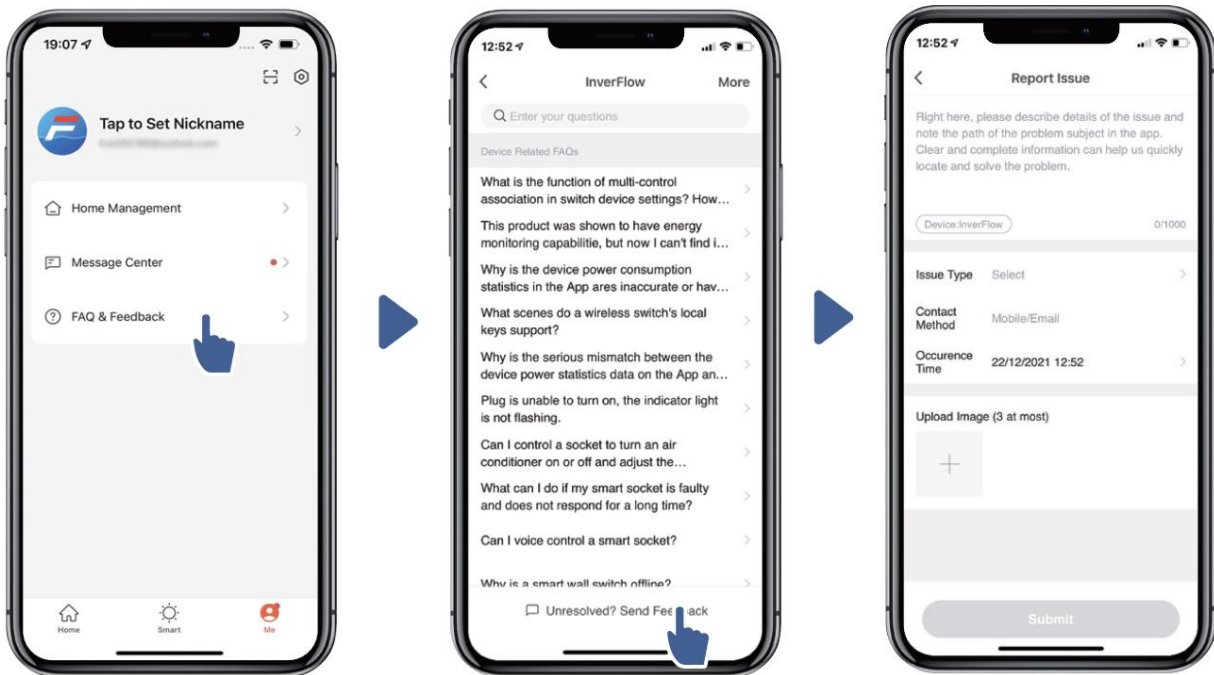 19:07
Tap to Set Nickname
Home Management
Message Center
FAQ & Feedback
Home
Smart
Me
12:52
InverFlow
More
Enter your questions
Device Related FAQs
What is the function of multi-control
association in switch device settings? How...
This product was shown to have energy
monitoring capabilitie, but now I can't find i...
Why is the device power consumption
statistics in the App ares inaccurate or hav...
What scenes do a wireless switch's local
keys support?
Why is the serious mismatch between the
device power statistics data on the App an...
Plug is unable to turn on, the indicator light
is not flashing.
Can I control a socket to turn an air
conditioner on or off and adjust the...
What can I do if my smart socket is faulty
and does not respond for a long time?
Can I voice control a smart socket?
Why is a smart wall switch offline?
Unresolved? Send Feedback
12:52
Report Issue
Right here, please describe details of the issue and
note the path of the problem subject in the app.
Clear and complete information can help us quickly
locate and solve the problem.
Device:InverFlow
0/1000
Issue Type
Select
Contact
Method
Mobile/Email
Occurence
Time
22/12/2021 12:52
Upload Image (3 at most)
Submit